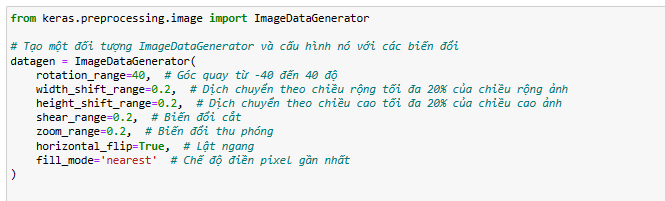 from keras.preprocessing.image import ImageDataGenerator

# Tạo một đối tượng ImageDataGenerator và cấu hình nó với các biến đổi
datagen = ImageDataGenerator(
    rotation_range=40,  # Góc quay từ -40 đến 40 độ
    width_shift_range=0.2,  # Dịch chuyển theo chiều rộng tối đa 20% của chiều rộng ảnh
    height_shift_range=0.2,  # Dịch chuyển theo chiều cao tối đa 20% của chiều cao ảnh
    shear_range=0.2,  # Biến đổi cắt
    zoom_range=0.2,  # Biến đổi thu phóng
    horizontal_flip=True,  # Lật ngang
    fill_mode='nearest'  # Chế độ điền pixel gần nhất
)